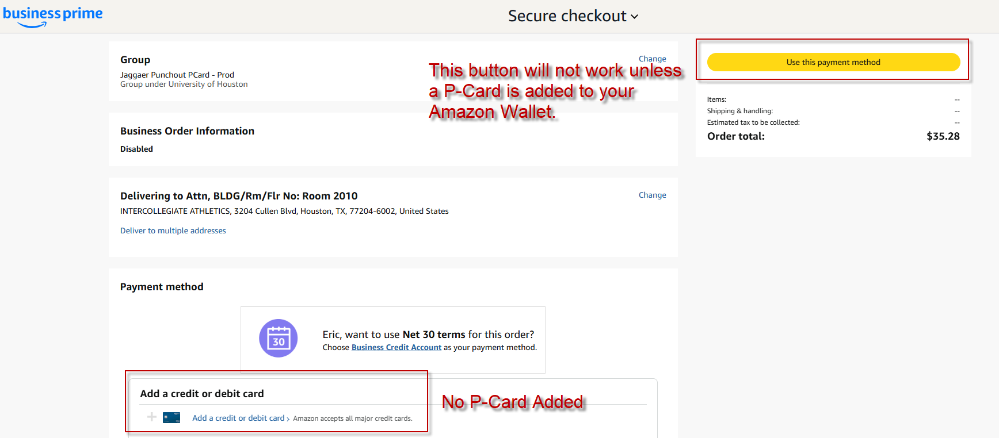 business prime
Secure checkout
Group
Change
Jaggaer Punchout PCard - Prod
Group under University of Houston
This button will not work unless
a P-Card is added to your
Amazon Wallet.
Use this payment method
Items: --
Shipping & handling: --
Estimated tax to be collected: --
Order total: $35.28
Business Order Information
Disabled
Delivering to Attn, BLDG/Rm/Flr No: Room 2010
Change
INTERCOLLEGIATE ATHLETICS, 3204 Cullen Blvd, Houston, TX, 77204-6002, United States
Deliver to multiple addresses
Payment method
30
Eric, want to use Net 30 terms for this order?
Choose Business Credit Account as your payment method.
Add a credit or debit card
No P-Card Added
Add a credit or debit card › Amazon accepts all major credit cards.